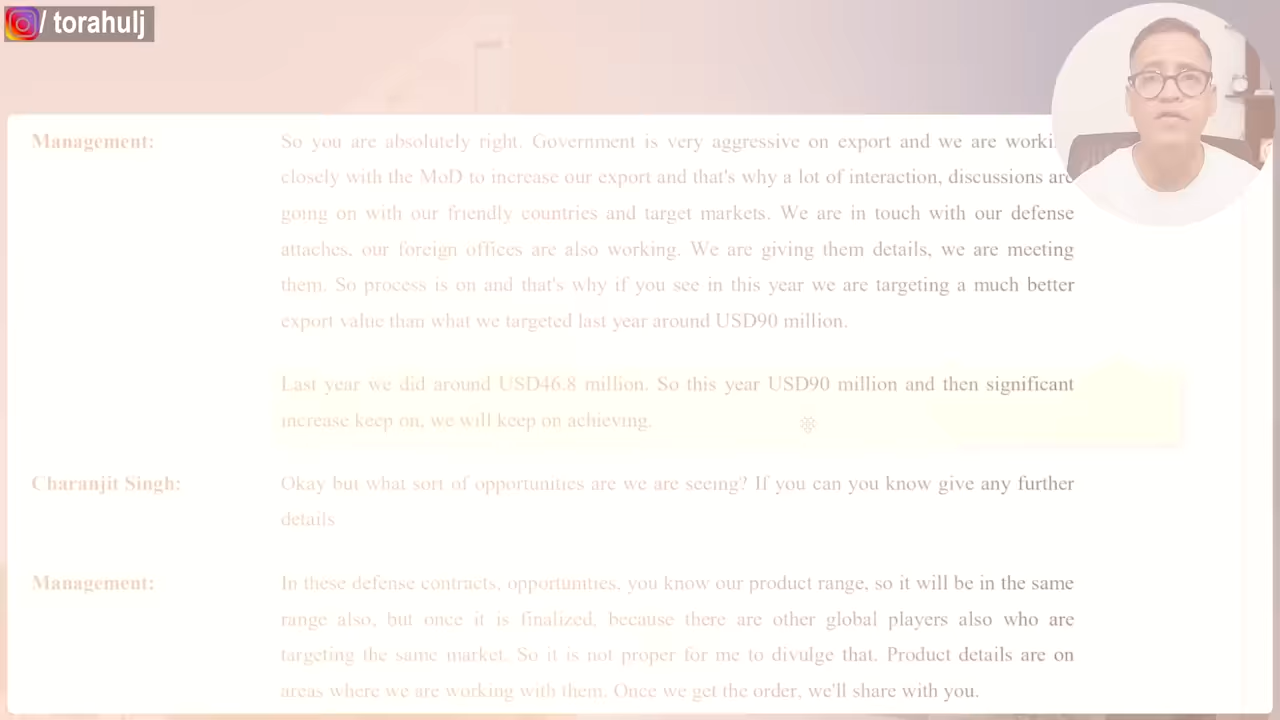 / torahulj
Management: So you are absolutely right. Government is very aggressive on export and we are
closely with the MoD to increase our export and that's why a lot of interaction, discussions are
going on with our friendly countries and target markets. We are in touch with our defense
attaches, our foreign offices are also working. We are giving them details, we are meeting
them. So process is on and that's why if you see in this year we are targeting a much better
export value than what we targeted last year around USD90 million.
Last year we did around USD46.8 million. So this year USD90 million and then significant
increase keep on, we will keep on achieving.
Charanjit Singh: Okay but what sort of opportunities are we are seeing? If you can you know give any further
details
Management: In these defense contracts, opportunities, you know our product range, so it will be in the same
range also, but once it is finalized, because there are other global players also who are
targeting the same market. So it is not proper for me to divulge that. Product details are on
areas where we are working with them. Once we get the order, we'll share with you.